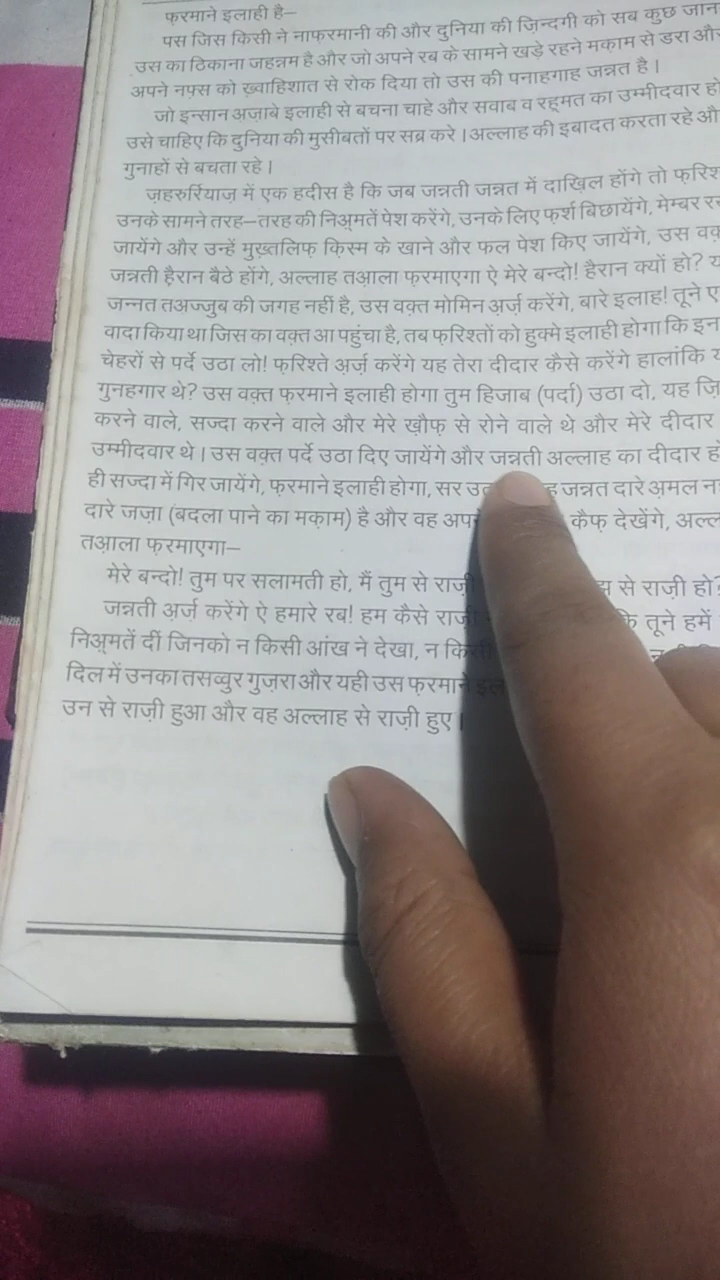 फ़रमाने इलाही है—
पस जिस किसी ने नाफ़रमानी की और दुनिया की ज़िन्दगी को सब कुछ जान
उस का ठिकाना जहन्नम है और जो अपने रब के सामने खड़े रहने मक़ाम से डरा और
अपने नफ़्स को ख़्वाहिशात से रोक दिया तो उस की पनाहगाह जन्नत है।
जो इन्सान अज़ाबे इलाही से बचना चाहे और सवाब व रहमत का उम्मीदवार हो
उसे चाहिए कि दुनिया की मुसीबतों पर सब्र करे। अल्लाह की इबादत करता रहे औ
गुनाहों से बचता रहे।
ज़हरुर्रियाज़ में एक हदीस है कि जब जन्नती जन्नत में दाख़िल होंगे तो फ़रिश
उनके सामने तरह—तरह की निअ़्मतें पेश करेंगे, उनके लिए फ़र्श बिछायेंगे, मेम्बर र
जायेंगे और उन्हें मुख़्तलिफ़ क़िस्म के खाने और फल पेश किए जायेंगे, उस वक़
जन्नती हैरान बैठे होंगे, अल्लाह तआ़ला फ़रमाएगा ऐ मेरे बन्दो! हैरान क्यों हो? य
जन्नत तअज्जुब की जगह नहीं है, उस वक़्त मोमिन अ़र्ज़ करेंगे, बारे इलाह! तूने ए
वादा किया था जिस का वक़्त आ पहुंचा है, तब फ़रिश्तों को हुक्मे इलाही होगा कि इन
चेहरों से पर्दे उठा लो! फ़रिश्ते अ़र्ज़ करेंगे यह तेरा दीदार कैसे करेंगे हालांकि य
गुनहगार थे? उस वक़्त फ़रमाने इलाही होगा तुम हिजाब (पर्दा) उठा दो, यह ज़ि
करने वाले, सज्दा करने वाले और मेरे ख़ौफ़ से रोने वाले थे और मेरे दीदार
उम्मीदवार थे। उस वक़्त पर्दे उठा दिए जायेंगे और जन्नती अल्लाह का दीदार हो
ही सज्दा में गिर जायेंगे, फ़रमाने इलाही होगा, सर जन्नत दारे अ़मल न
दारे जज़ा (बदला पाने का मक़ाम) है और वह कैफ़ देखेंगे, अल्ल
तआ़ला फ़रमाएगा—
मेरे बन्दो! तुम पर सलामती हो, मैं तुम से राज़ी से राज़ी हो?
जन्नती अ़र्ज़ करेंगे ऐ हमारे रब! हम कैसे तूने हमें
निअ़्मतें दीं जिनको न किसी आंख ने देखा, न
दिल में उनका तसव्वुर गुज़रा और यही उस फ़रमाने
उन से राज़ी हुआ और वह अल्लाह से राज़ी हुए।